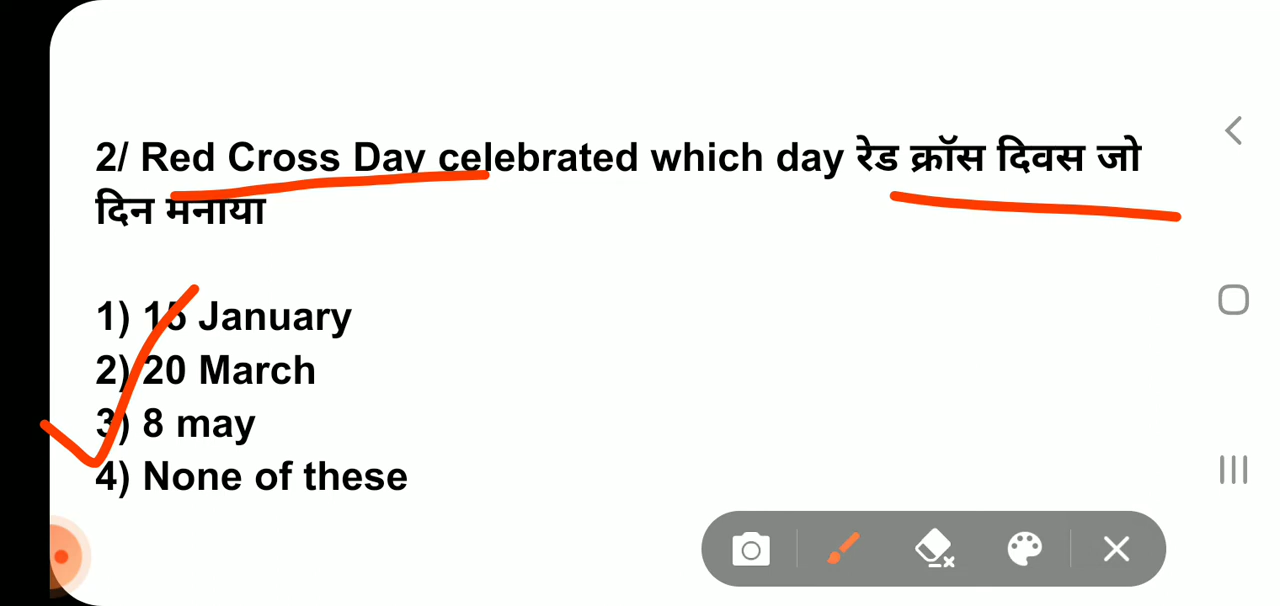 2/ Red Cross Day celebrated which day रेड क्रॉस दिवस जो
दिन मनाया
1) 15 January
2) 20 March
3) 8 may
4) None of these